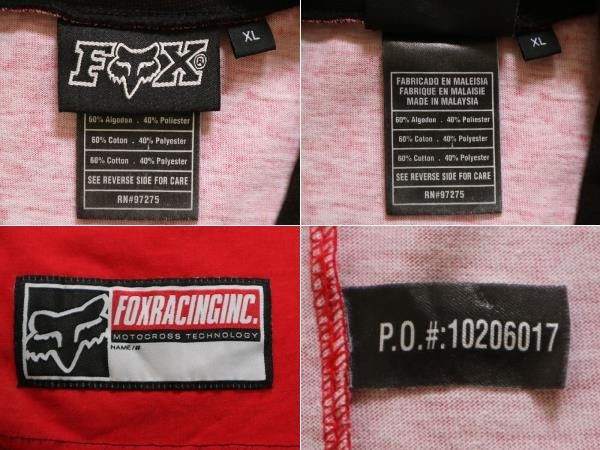 FOX®
XL
60% Algodon . 40% Poliester
60% Coton . 40% Polyester
60% Cotton . 40% Polyester
SEE REVERSE SIDE FOR CARE
RN#97275
XL
FABRICADO EN MALEISIA
FABRIQUE EN MALAISIE
MADE IN MALAYSIA
60% Algodon . 40% Poliester
60% Coton . 40% Polyester
60% Cotton . 40% Polyester
SEE REVERSE SIDE FOR CARE
RN#97275
FOXRACINGINC.
MOTOCROSS TECHNOLOGY
NAME/#
P.O.#:10206017